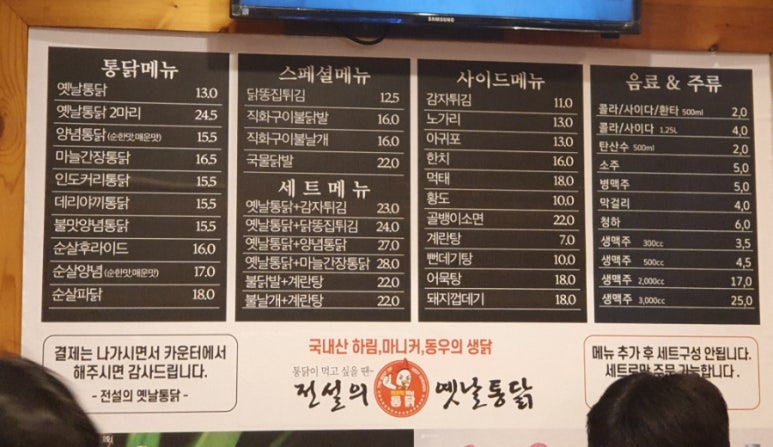 SAMSUNG
통닭메뉴
옛날통닭 13,0
옛날통닭 2마리 24,5
양념통닭 (순한맛,매운맛) 15,5
마늘간장통닭 16,5
인도커리통닭 15,5
데리야끼통닭 15,5
불맛양념통닭 15,5
순살후라이드 16,0
순살양념 (순한맛,매운맛) 17,0
순살파닭 18,0
스페셜메뉴
닭똥집튀김 12,5
직화구이불닭발 16,0
직화구이불날개 16,0
국물닭발 22,0
세트메뉴
옛날통닭+감자튀김 23,0
옛날통닭+닭똥집튀김 24,0
옛날통닭+양념통닭 27,0
옛날통닭+마늘간장통닭 28,0
불닭발+계란탕 22,0
불날개+계란탕 22,0
사이드메뉴
감자튀김 11,0
노가리 13,0
아귀포 13,0
한치 16,0
먹태 18,0
황도 10,0
골뱅이소면 22,0
계란탕 7,0
뻔데기탕 10,0
어묵탕 18,0
돼지껍데기 18,0
음료 & 주류
콜라/사이다/환타 500ml 2,0
콜라/사이다 1.25L 4,0
탄산수 500ml 2,0
소주 5,0
병맥주 5,0
막걸리 4,0
청하 6,0
생맥주 300cc 3,5
생맥주 500cc 4,5
생맥주 2,000cc 17,0
생맥주 3,000cc 25,0
결제는 나가시면서 카운터에서
해주시면 감사드립니다.
- 전설의 옛날통닭 -
국내산 하림,마니커,동우의 생닭
통닭이 먹고 싶을 땐~
전설의 통닭 옛날통닭
메뉴 추가 후 세트구성 안됩니다.
세트로만 주문 가능합니다.